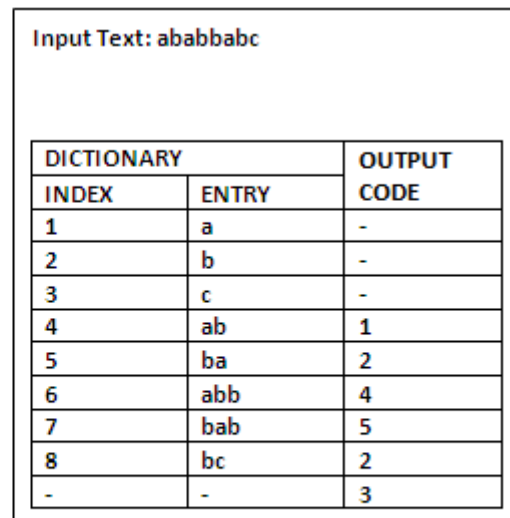 Input Text: ababbabc
DICTIONARY OUTPUT CODE
INDEX ENTRY
1 a -
2 b -
3 c -
4 ab 1
5 ba 2
6 abb 4
7 bab 5
8 bc 2
- - 3